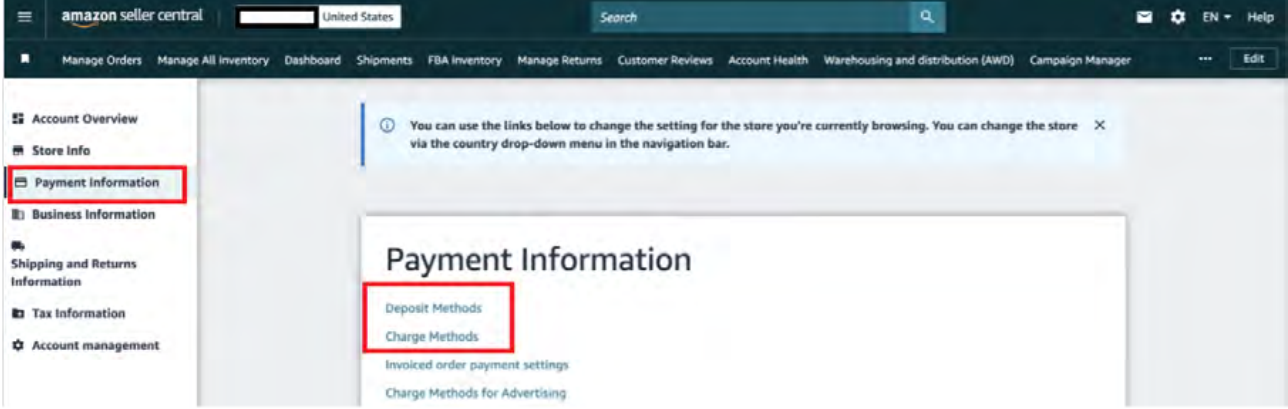 amazon seller central
United States
Search
EN
Help
Manage Orders Manage All Inventory Dashboard Shipments FBA Inventory Manage Returns Customer Reviews Account Health Warehousing and distribution (AWD) Campaign Manager ... Edit
Account Overview
Store Info
Payment Information
Business Information
Shipping and Returns
Information
Tax Information
Account management
You can use the links below to change the setting for the store you're currently browsing. You can change the store
via the country drop-down menu in the navigation bar.
Payment Information
Deposit Methods
Charge Methods
Invoiced order payment settings
Charge Methods for Advertising